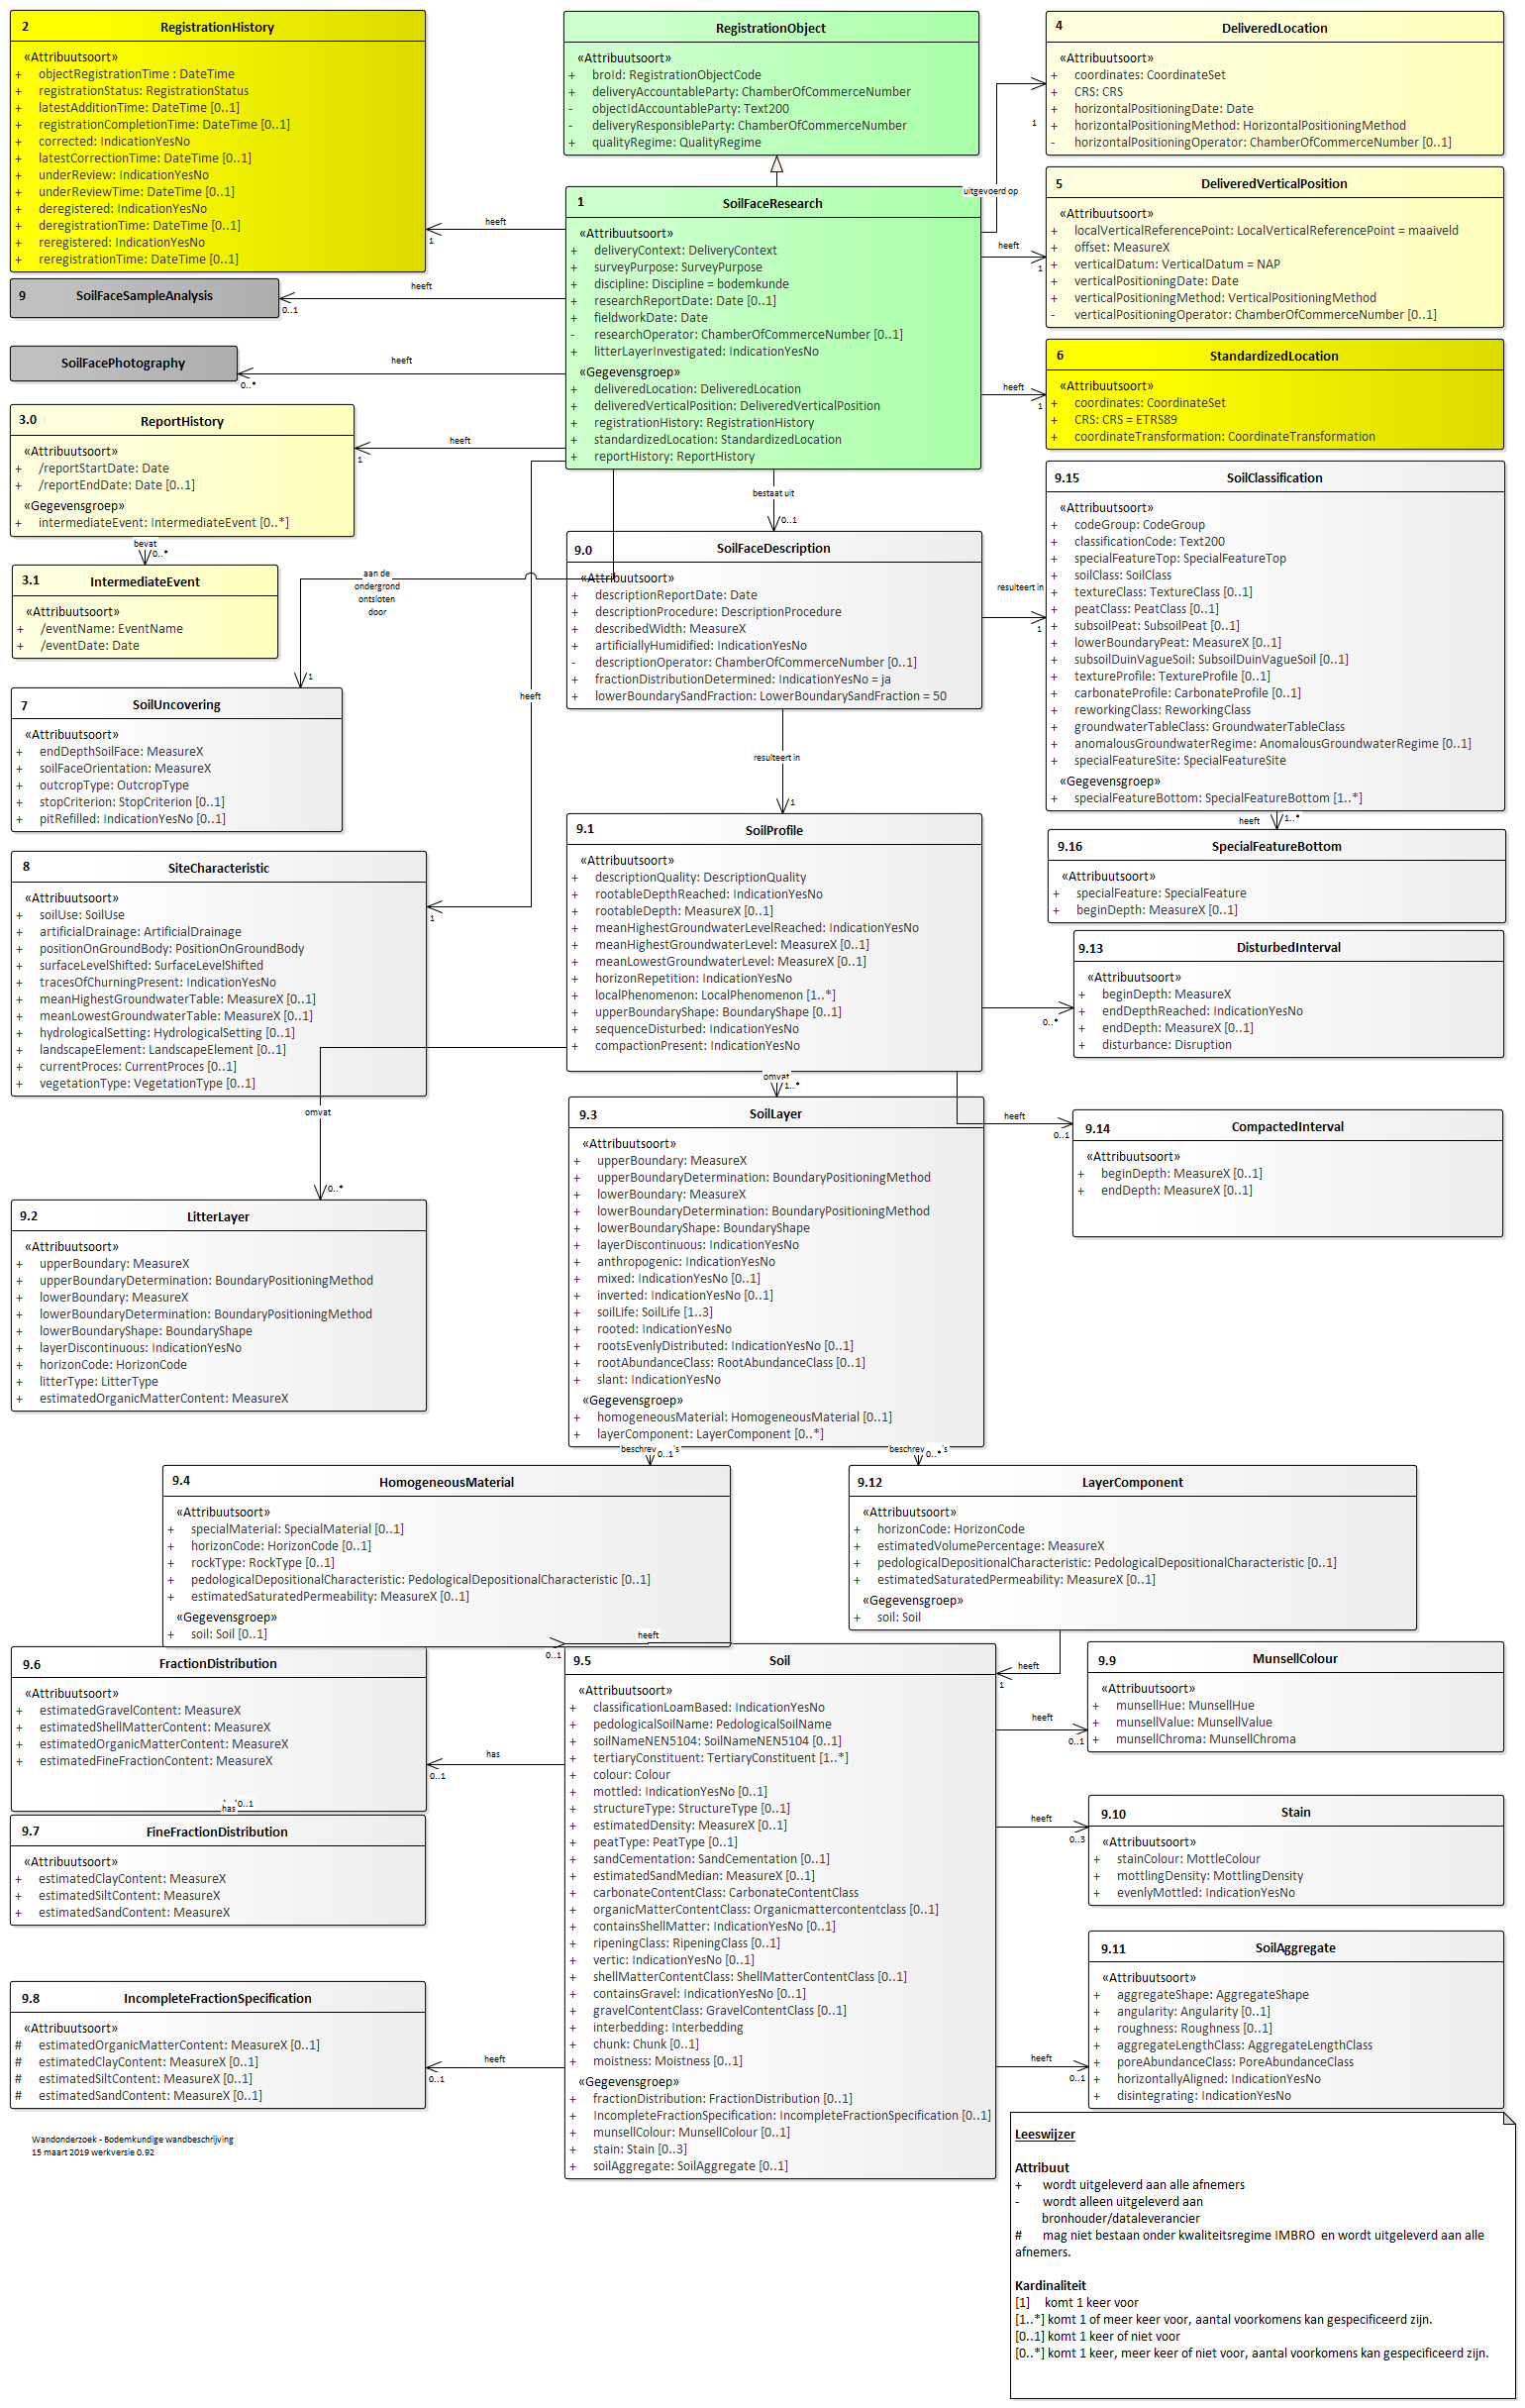 2 RegistrationHistory
«Attribuutsoort»
+ objectRegistrationTime : DateTime
+ registrationStatus: RegistrationStatus
+ latestAdditionTime: DateTime [0..1]
+ registrationCompletionTime: DateTime [0..1]
+ corrected: IndicationYesNo
+ latestCorrectionTime: DateTime [0..1]
+ underReview: IndicationYesNo
+ underReviewTime: DateTime [0..1]
+ deregistered: IndicationYesNo
+ deregistrationTime: DateTime [0..1]
+ reregistered: IndicationYesNo
+ reregistrationTime: DateTime [0..1]
RegistrationObject
«Attribuutsoort»
+ broId: RegistrationObjectCode
+ deliveryAccountableParty: ChamberOfCommerceNumber
- objectIdAccountableParty: Text200
- deliveryResponsibleParty: ChamberOfCommerceNumber
+ qualityRegime: QualityRegime
4 DeliveredLocation
«Attribuutsoort»
+ coordinates: CoordinateSet
+ CRS: CRS
+ horizontalPositioningDate: Date
+ horizontalPositioningMethod: HorizontalPositioningMethod
- horizontalPositioningOperator: ChamberOfCommerceNumber [0..1]
1
uitgevoerd op
5 DeliveredVerticalPosition
«Attribuutsoort»
+ localVerticalReferencePoint: LocalVerticalReferencePoint = maaiveld
+ offset: MeasureX
+ verticalDatum: VerticalDatum = NAP
+ verticalPositioningDate: Date
+ verticalPositioningMethod: VerticalPositioningMethod
- verticalPositioningOperator: ChamberOfCommerceNumber [0..1]
heeft
1
1 SoilFaceResearch
«Attribuutsoort»
+ deliveryContext: DeliveryContext
+ surveyPurpose: SurveyPurpose
+ discipline: Discipline = bodemkunde
+ researchReportDate: Date [0..1]
+ fieldworkDate: Date
- researchOperator: ChamberOfCommerceNumber [0..1]
+ litterLayerInvestigated: IndicationYesNo
«Gegevensgroep»
+ deliveredLocation: DeliveredLocation
+ deliveredVerticalPosition: DeliveredVerticalPosition
+ registrationHistory: RegistrationHistory
+ standardizedLocation: StandardizedLocation
+ reportHistory: ReportHistory
heeft
1
9 SoilFaceSampleAnalysis
heeft
0..1
SoilFacePhotography
heeft
0..*
6 StandardizedLocation
«Attribuutsoort»
+ coordinates: CoordinateSet
+ CRS: CRS = ETRS89
+ coordinateTransformation: CoordinateTransformation
heeft
1
3.0 ReportHistory
«Attribuutsoort»
+ /reportStartDate: Date
+ /reportEndDate: Date [0..1]
«Gegevensgroep»
+ intermediateEvent: IntermediateEvent [0..*]
heeft
1
bevat
0..*
3.1 IntermediateEvent
«Attribuutsoort»
+ /eventName: EventName
+ /eventDate: Date
bestaat uit
0..1
9.0 SoilFaceDescription
«Attribuutsoort»
+ descriptionReportDate: Date
+ descriptionProcedure: DescriptionProcedure
+ describedWidth: MeasureX
+ artificiallyHumidified: IndicationYesNo
- descriptionOperator: ChamberOfCommerceNumber [0..1]
+ fractionDistributionDetermined: IndicationYesNo = ja
+ lowerBoundarySandFraction: LowerBoundarySandFraction = 50
resulteert in
1
9.15 SoilClassification
«Attribuutsoort»
+ codeGroup: CodeGroup
+ classificationCode: Text200
+ specialFeatureTop: SpecialFeatureTop
+ soilClass: SoilClass
+ textureClass: TextureClass [0..1]
+ peatClass: PeatClass [0..1]
+ subsoilPeat: SubsoilPeat [0..1]
+ lowerBoundaryPeat: MeasureX [0..1]
+ subsoilDuinVagueSoil: SubsoilDuinVagueSoil [0..1]
+ textureProfile: TextureProfile [0..1]
+ carbonateProfile: CarbonateProfile [0..1]
+ reworkingClass: ReworkingClass
+ groundwaterTableClass: GroundwaterTableClass
+ anomalousGroundwaterRegime: AnomalousGroundwaterRegime [0..1]
+ specialFeatureSite: SpecialFeatureSite
«Gegevensgroep»
+ specialFeatureBottom: SpecialFeatureBottom [1..*]
heeft
1..*
9.16 SpecialFeatureBottom
«Attribuutsoort»
+ specialFeature: SpecialFeature
+ beginDepth: MeasureX [0..1]
aan de
ondergrond
ontsloten
door
1
heeft
7 SoilUncovering
«Attribuutsoort»
+ endDepthSoilFace: MeasureX
+ soilFaceOrientation: MeasureX
+ outcropType: OutcropType
+ stopCriterion: StopCriterion [0..1]
+ pitRefilled: IndicationYesNo [0..1]
8 SiteCharacteristic
«Attribuutsoort»
+ soilUse: SoilUse
+ artificialDrainage: ArtificialDrainage
+ positionOnGroundBody: PositionOnGroundBody
+ surfaceLevelShifted: SurfaceLevelShifted
+ tracesOfChurningPresent: IndicationYesNo
+ meanHighestGroundwaterTable: MeasureX [0..1]
+ meanLowestGroundwaterTable: MeasureX [0..1]
+ hydrologicalSetting: HydrologicalSetting [0..1]
+ landscapeElement: LandscapeElement [0..1]
+ currentProces: CurrentProces [0..1]
+ vegetationType: VegetationType [0..1]
1
resulteert in
1
9.1 SoilProfile
«Attribuutsoort»
+ descriptionQuality: DescriptionQuality
+ rootableDepthReached: IndicationYesNo
+ rootableDepth: MeasureX [0..1]
+ meanHighestGroundwaterLevelReached: IndicationYesNo
+ meanHighestGroundwaterLevel: MeasureX [0..1]
+ meanLowestGroundwaterLevel: MeasureX [0..1]
+ horizonRepetition: IndicationYesNo
+ localPhenomenon: LocalPhenomenon [1..*]
+ upperBoundaryShape: BoundaryShape [0..1]
+ sequenceDisturbed: IndicationYesNo
+ compactionPresent: IndicationYesNo
9.13 DisturbedInterval
«Attribuutsoort»
+ beginDepth: MeasureX
+ endDepthReached: IndicationYesNo
+ endDepth: MeasureX [0..1]
+ disturbance: Disruption
0..*
omvat
1..*
omvat
0..*
heeft
0..1
9.14 CompactedInterval
«Attribuutsoort»
+ beginDepth: MeasureX [0..1]
+ endDepth: MeasureX [0..1]
9.3 SoilLayer
«Attribuutsoort»
+ upperBoundary: MeasureX
+ upperBoundaryDetermination: BoundaryPositioningMethod
+ lowerBoundary: MeasureX
+ lowerBoundaryDetermination: BoundaryPositioningMethod
+ lowerBoundaryShape: BoundaryShape
+ layerDiscontinuous: IndicationYesNo
+ anthropogenic: IndicationYesNo
+ mixed: IndicationYesNo [0..1]
+ inverted: IndicationYesNo [0..1]
+ soilLife: SoilLife [1..3]
+ rooted: IndicationYesNo
+ rootsEvenlyDistributed: IndicationYesNo [0..1]
+ rootAbundanceClass: RootAbundanceClass [0..1]
+ slant: IndicationYesNo
«Gegevensgroep»
+ homogeneousMaterial: HomogeneousMaterial [0..1]
+ layerComponent: LayerComponent [0..*]
9.2 LitterLayer
«Attribuutsoort»
+ upperBoundary: MeasureX
+ upperBoundaryDetermination: BoundaryPositioningMethod
+ lowerBoundary: MeasureX
+ lowerBoundaryDetermination: BoundaryPositioningMethod
+ lowerBoundaryShape: BoundaryShape
+ layerDiscontinuous: IndicationYesNo
+ horizonCode: HorizonCode
+ litterType: LitterType
+ estimatedOrganicMatterContent: MeasureX
0..1
0..*
9.4 HomogeneousMaterial
«Attribuutsoort»
+ specialMaterial: SpecialMaterial [0..1]
+ horizonCode: HorizonCode [0..1]
+ rockType: RockType [0..1]
+ pedologicalDepositionalCharacteristic: PedologicalDepositionalCharacteristic [0..1]
+ estimatedSaturatedPermeability: MeasureX [0..1]
«Gegevensgroep»
+ soil: Soil [0..1]
9.12 LayerComponent
«Attribuutsoort»
+ horizonCode: HorizonCode
+ estimatedVolumePercentage: MeasureX
+ pedologicalDepositionalCharacteristic: PedologicalDepositionalCharacteristic [0..1]
+ estimatedSaturatedPermeability: MeasureX [0..1]
«Gegevensgroep»
+ soil: Soil
heeft
0..1
heeft
1
9.6 FractionDistribution
«Attribuutsoort»
+ estimatedGravelContent: MeasureX
+ estimatedShellMatterContent: MeasureX
+ estimatedOrganicMatterContent: MeasureX
+ estimatedFineFractionContent: MeasureX
has
0..1
has
0..1
9.7 FineFractionDistribution
«Attribuutsoort»
+ estimatedClayContent: MeasureX
+ estimatedSiltContent: MeasureX
+ estimatedSandContent: MeasureX
9.8 IncompleteFractionSpecification
«Attribuutsoort»
# estimatedOrganicMatterContent: MeasureX [0..1]
# estimatedClayContent: MeasureX [0..1]
# estimatedSiltContent: MeasureX [0..1]
# estimatedSandContent: MeasureX [0..1]
heeft
0..1
9.5 Soil
«Attribuutsoort»
+ classificationLoamBased: IndicationYesNo
+ pedologicalSoilName: PedologicalSoilName
+ soilNameNEN5104: SoilNameNEN5104 [0..1]
+ tertiaryConstituent: TertiaryConstituent [1..*]
+ colour: Colour
+ mottled: IndicationYesNo [0..1]
+ structureType: StructureType [0..1]
+ estimatedDensity: MeasureX [0..1]
+ peatType: PeatType [0..1]
+ sandCementation: SandCementation [0..1]
+ estimatedSandMedian: MeasureX [0..1]
+ carbonateContentClass: CarbonateContentClass
+ organicMatterContentClass: Organicmattercontentclass [0..1]
+ containsShellMatter: IndicationYesNo [0..1]
+ ripeningClass: RipeningClass [0..1]
+ vertic: IndicationYesNo [0..1]
+ shellMatterContentClass: ShellMatterContentClass [0..1]
+ containsGravel: IndicationYesNo [0..1]
+ gravelContentClass: GravelContentClass [0..1]
+ interbedding: Interbedding
+ chunk: Chunk [0..1]
+ moistness: Moistness [0..1]
«Gegevensgroep»
+ fractionDistribution: FractionDistribution [0..1]
+ IncompleteFractionSpecification: IncompleteFractionSpecification [0..1]
+ munsellColour: MunsellColour [0..1]
+ stain: Stain [0..3]
+ soilAggregate: SoilAggregate [0..1]
9.9 MunsellColour
«Attribuutsoort»
+ munsellHue: MunsellHue
+ munsellValue: MunsellValue
+ munsellChroma: MunsellChroma
heeft
0..1
9.10 Stain
«Attribuutsoort»
+ stainColour: MottleColour
+ mottlingDensity: MottlingDensity
+ evenlyMottled: IndicationYesNo
heeft
0..3
9.11 SoilAggregate
«Attribuutsoort»
+ aggregateShape: AggregateShape
+ angularity: Angularity [0..1]
+ roughness: Roughness [0..1]
+ aggregateLengthClass: AggregateLengthClass
+ poreAbundanceClass: PoreAbundanceClass
+ horizontallyAligned: IndicationYesNo
+ disintegrating: IndicationYesNo
heeft
0..1
Wandonderzoek - Bodemkundige wandbeschrijving
15 maart 2019 werkversie 0.92
Leeswijzer
Attribuut
+ wordt uitgeleverd aan alle afnemers
- wordt alleen uitgeleverd aan
bronhouder/dataleverancier
# mag niet bestaan onder kwaliteitsregime IMBRO en wordt uitgeleverd aan alle
afnemers.
Kardinaliteit
[1] komt 1 keer voor
[1..*] komt 1 of meer keer voor, aantal voorkomens kan gespecificeerd zijn.
[0..1] komt 1 keer of niet voor
[0..*] komt 1 keer, meer keer of niet voor, aantal voorkomens kan gespecificeerd zijn.